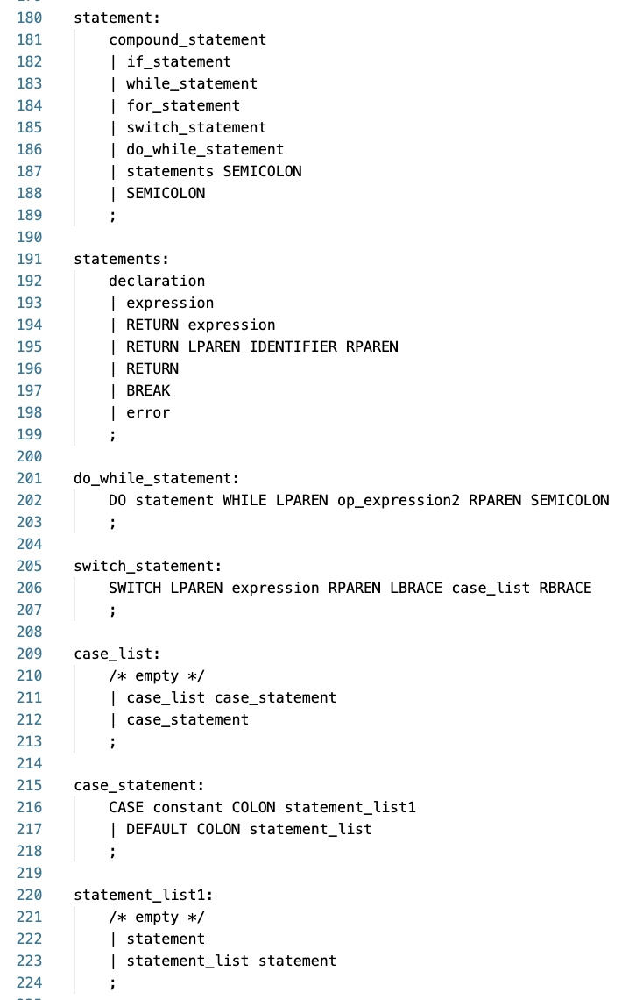 180 statement:
181 compound_statement
182 | if_statement
183 | while_statement
184 | for_statement
185 | switch_statement
186 | do_while_statement
187 | statements SEMICOLON
188 | SEMICOLON
189 ;
190
191 statements:
192 declaration
193 | expression
194 | RETURN expression
195 | RETURN LPAREN IDENTIFIER RPAREN
196 | RETURN
197 | BREAK
198 | error
199 ;
200
201 do_while_statement:
202 DO statement WHILE LPAREN op_expression2 RPAREN SEMICOLON
203 ;
204
205 switch_statement:
206 SWITCH LPAREN expression RPAREN LBRACE case_list RBRACE
207 ;
208
209 case_list:
210 /* empty */
211 | case_list case_statement
212 | case_statement
213 ;
214
215 case_statement:
216 CASE constant COLON statement_list1
217 | DEFAULT COLON statement_list
218 ;
219
220 statement_list1:
221 /* empty */
222 | statement
223 | statement_list statement
224 ;